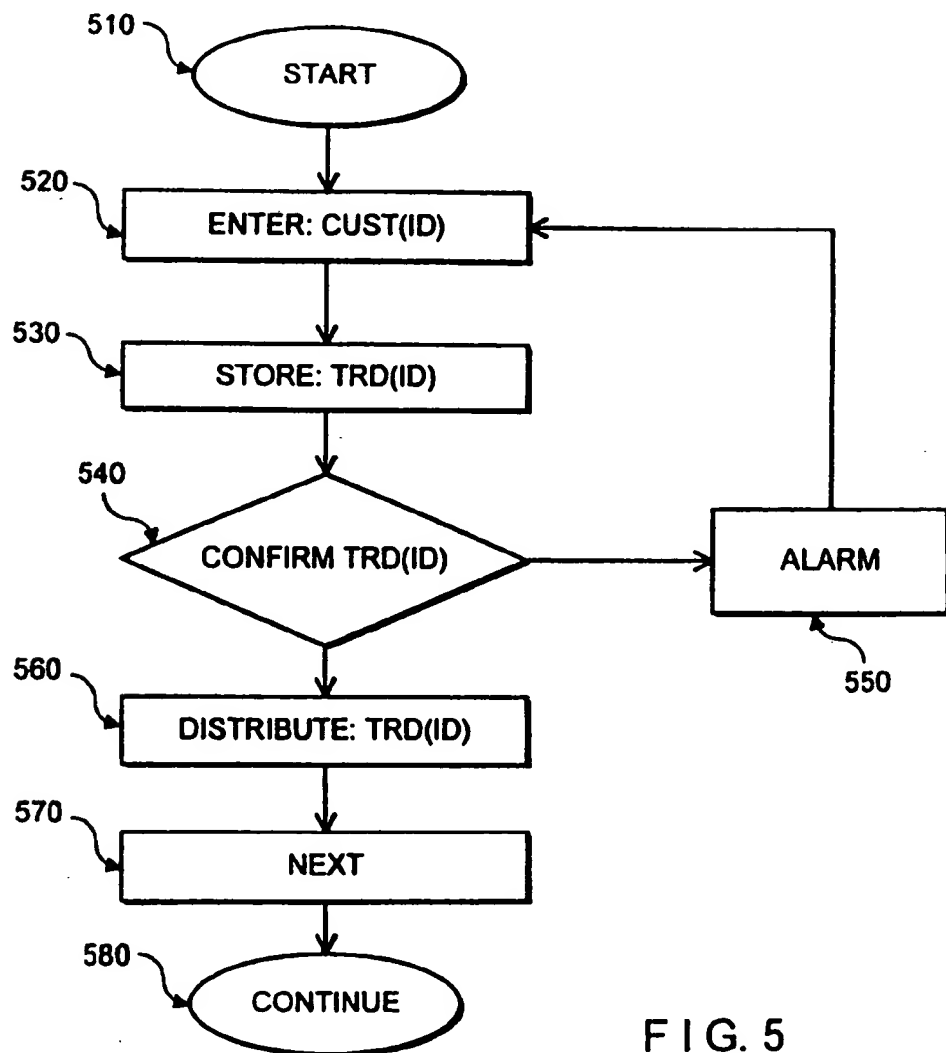 510
START
520
ENTER: CUST(ID)
530
STORE: TRD(ID)
540
CONFIRM TRD(ID)
ALARM
550
560
DISTRIBUTE: TRD(ID)
570
NEXT
580
CONTINUE
FIG. 5